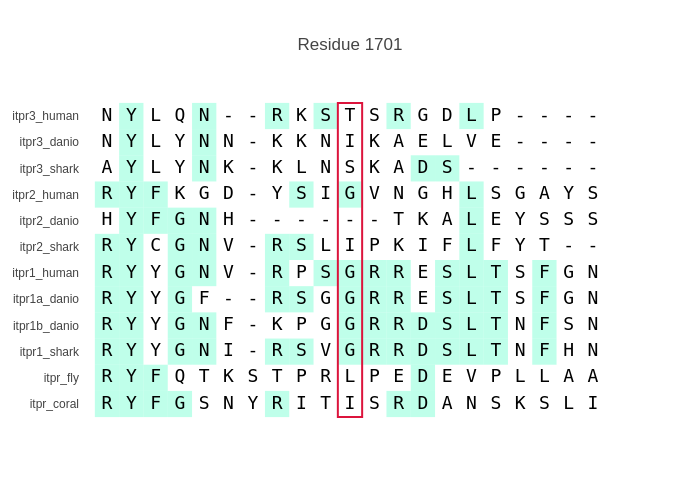 Residue 1701
itpr3_human N Y L Q N - - R K S T S R G D L P - - - -
itpr3_danio N Y L Y N N - K K N I K A E L V E - - - -
itpr3_shark A Y L Y N K - K L N S K A D S - - - - - -
itpr2_human R Y F K G D - Y S I G V N G H L S G A Y S
itpr2_danio H Y F G N H - - - - - - T K A L E Y S S S
itpr2_shark R Y C G N V - R S L I P K I F L F Y T - -
itpr1_human R Y Y G N V - R P S G R R E S L T S F G N
itpr1a_danio R Y Y G F - - R S G G R R E S L T S F G N
itpr1b_danio R Y Y G N F - K P G G R R D S L T N F S N
itpr1_shark R Y Y G N I - R S V G R R D S L T N F H N
itpr_fly R Y F Q T K S T P R L P E D E V P L L A A
itpr_coral R Y F G S N Y R I T I S R D A N S K S L I